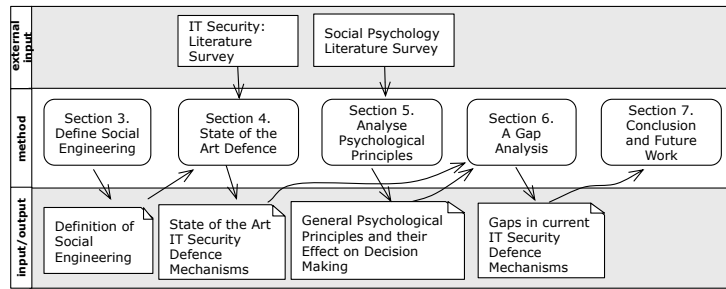 external
input
IT Security:
Literature
Survey
Social Psychology
Literature Survey
method
Section 3.
Define Social
Engineering
Section 4.
State of the
Art Defence
Section 5.
Analyse
Psychological
Principles
Section 6.
A Gap
Analysis
Section 7.
Conclusion
and Future
Work
input/output
Definition of
Social
Engineering
State of the Art
IT Security
Defence
Mechanisms
General Psychological
Principles and their
Effect on Decision
Making
Gaps in current
IT Security
Defence
Mechanisms